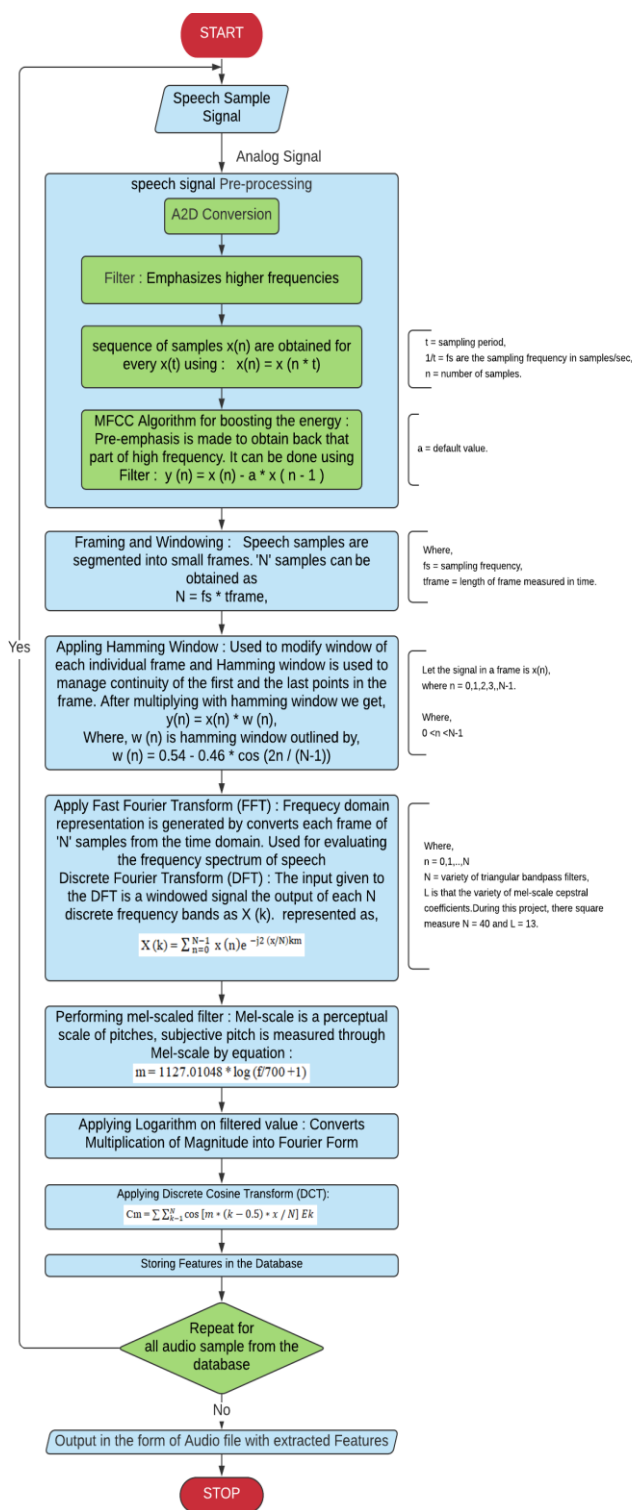 START
Speech Sample
Signal
Analog Signal
speech signal Pre-processing
A2D Conversion
Filter : Emphasizes higher frequencies
sequence of samples x(n) are obtained for
every x(t) using : x(n) = x (n * t)
t = sampling period,
1/t = fs are the sampling frequency in samples/sec,
n = number of samples.
MFCC Algorithm for boosting the energy :
Pre-emphasis is made to obtain back that
part of high frequency. It can be done using
Filter : y (n) = x (n) - a * x ( n - 1 )
a = default value.
Framing and Windowing : Speech samples are
segmented into small frames. 'N' samples can be
obtained as
N = fs * tframe,
Where,
fs = sampling frequency,
tframe = length of frame measured in time.
Yes
Appling Hamming Window : Used to modify window of
each individual frame and Hamming window is used to
manage continuity of the first and the last points in the
frame. After multiplying with hamming window we get,
y(n) = x(n) * w (n),
Where, w (n) is hamming window outlined by,
w (n) = 0.54 - 0.46 * cos (2n / (N-1))
Let the signal in a frame is x(n),
where n = 0,1,2,3,,N-1.
Where,
0 <n <N-1
Apply Fast Fourier Transform (FFT) : Frequecy domain
representation is generated by converts each frame of
'N' samples from the time domain. Used for evaluating
the frequency spectrum of speech
Discrete Fourier Transform (DFT) : The input given to
the DFT is a windowed signal the output of each N
discrete frequency bands as X (k). represented as,
X (k) = ∑ᴺ⁻¹ₙ₌₀ x (n)e ^-j2 (x/N)km
Where,
n = 0,1,..,N
N = variety of triangular bandpass filters,
L is that the variety of mel-scale cepstral
coefficients.During this project, there square
measure N = 40 and L = 13.
Performing mel-scaled filter : Mel-scale is a perceptual
scale of pitches, subjective pitch is measured through
Mel-scale by equation :
m = 1127.01048 * log (f/700 +1)
Applying Logarithm on filtered value : Converts
Multiplication of Magnitude into Fourier Form
Applying Discrete Cosine Transform (DCT):
Cm = ∑ ∑ᴺₖ₋₁ cos [m * (k − 0.5) * x / N] Ek
Storing Features in the Database
Repeat for
all audio sample from the
database
No
Output in the form of Audio file with extracted Features
STOP